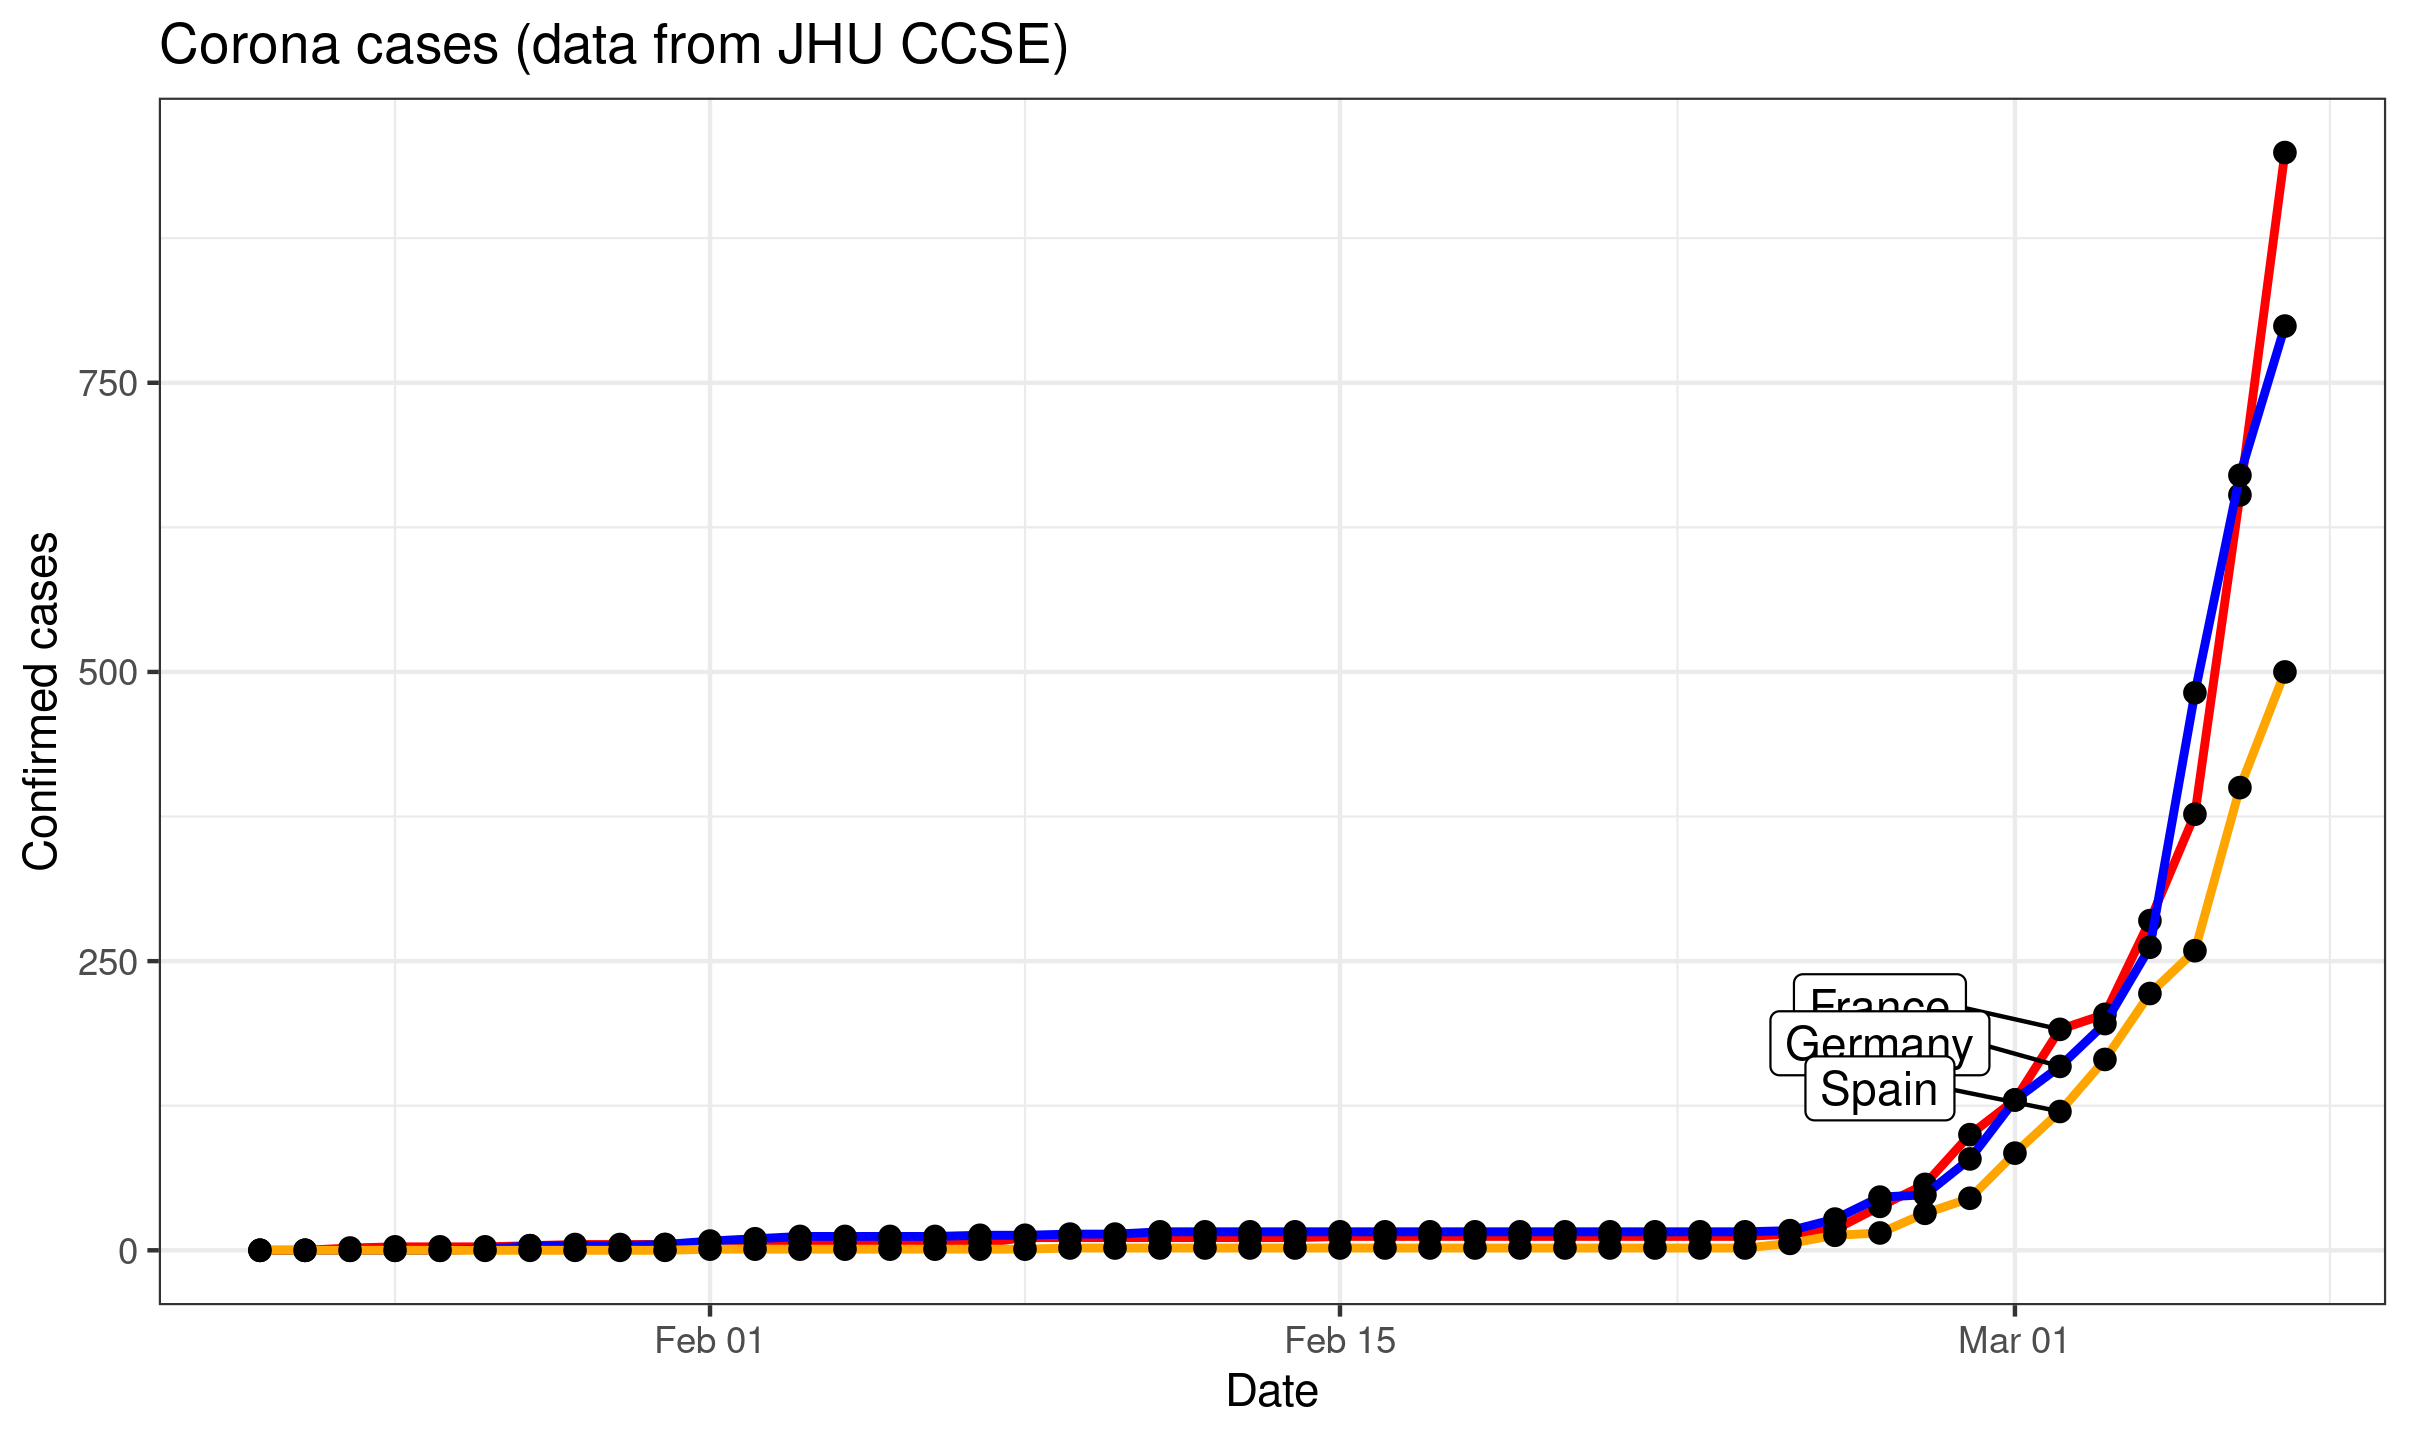 Corona cases (data from JHU CCSE)
Confirmed cases
750
500
250
0
France
Germany
Spain
Feb 01
Feb 15
Mar 01
Date